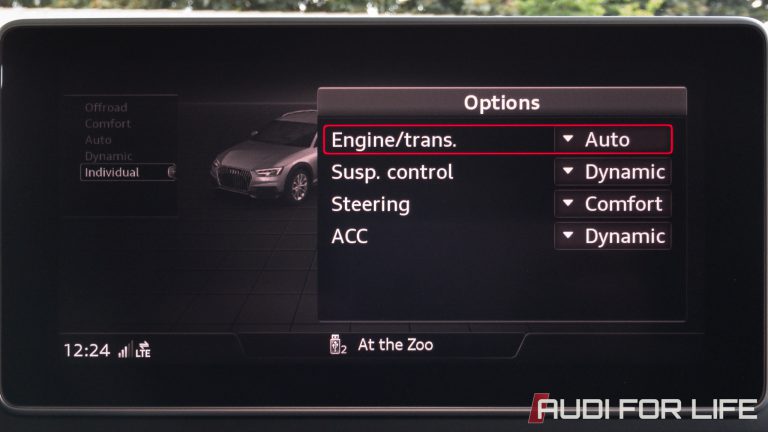 Offroad
Comfort
Auto
Dynamic
Individual
Options
Engine/trans. Auto
Susp. control Dynamic
Steering Comfort
ACC Dynamic
12:24 LTE
2 At the Zoo
AUDI FOR LIFE